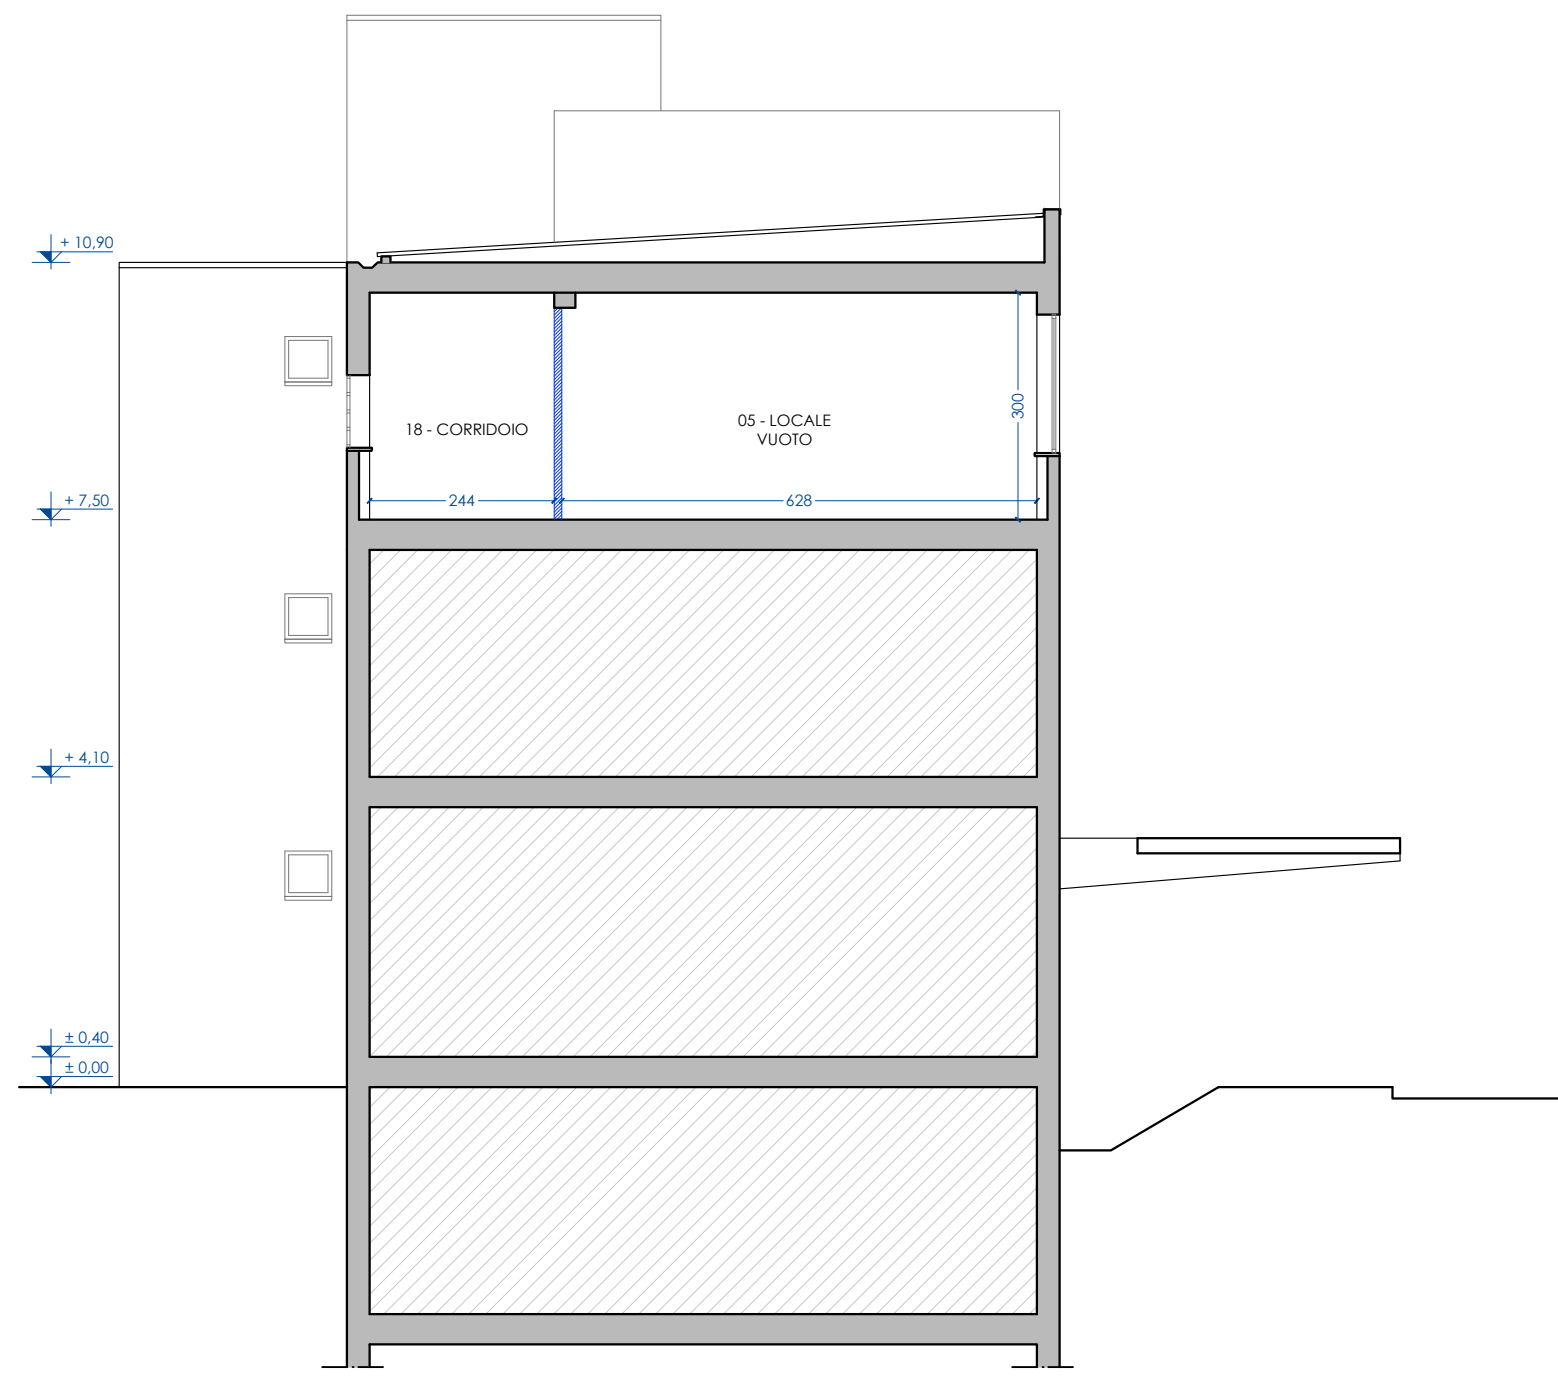 + 10,90
18 - CORRIDOIO
05 - LOCALE
VUOTO
300
+ 7,50
244
628
+ 4,10
± 0,40
± 0,00